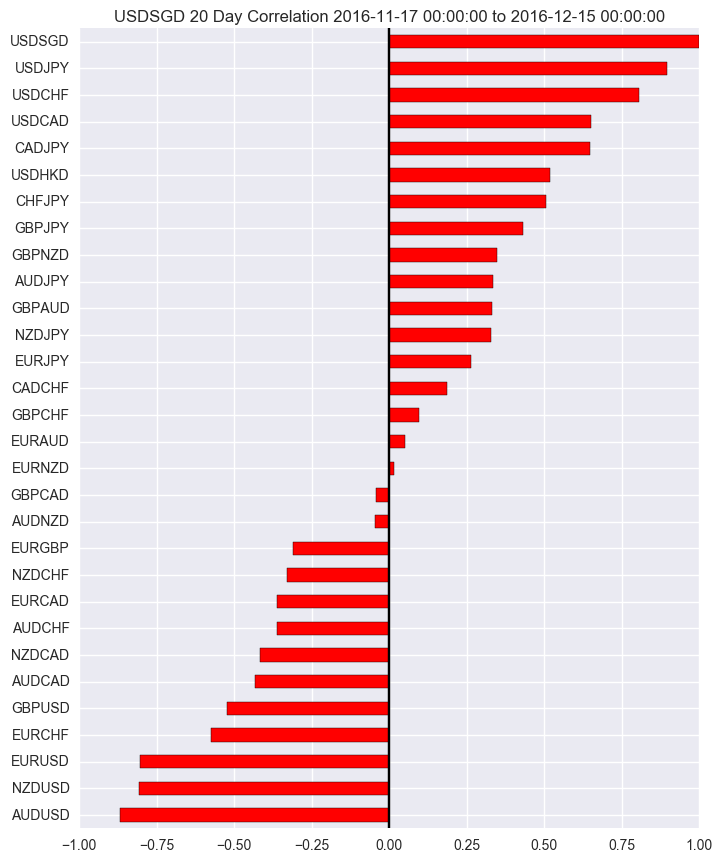 USDSGD 20 Day Correlation 2016-11-17 00:00:00 to 2016-12-15 00:00:00
USDSGD
USDJPY
USDCHF
USDCAD
CADJPY
USDHKD
CHFJPY
GBPJPY
GBPNZD
AUDJPY
GBPAUD
NZDJPY
EURJPY
CADCHF
GBPCHF
EURAUD
EURNZD
GBPCAD
AUDNZD
EURGBP
NZDCHF
EURCAD
AUDCHF
NZDCAD
AUDCAD
GBPUSD
EURCHF
EURUSD
NZDUSD
AUDUSD
−1.00 −0.75 −0.50 −0.25 0.00 0.25 0.50 0.75 1.00